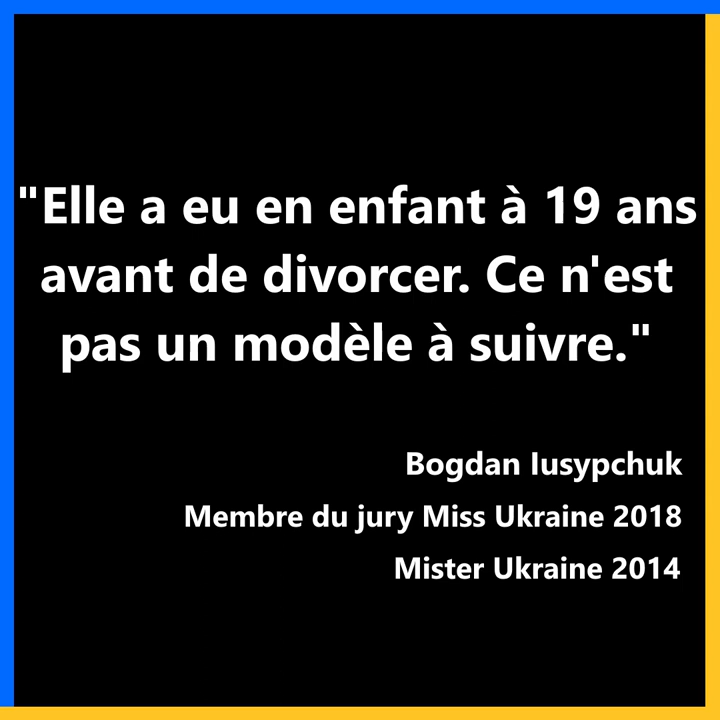 "Elle a eu en enfant à 19 ans
avant de divorcer. Ce n'est
pas un modèle à suivre."
Bogdan Iusypchuk
Membre du jury Miss Ukraine 2018
Mister Ukraine 2014